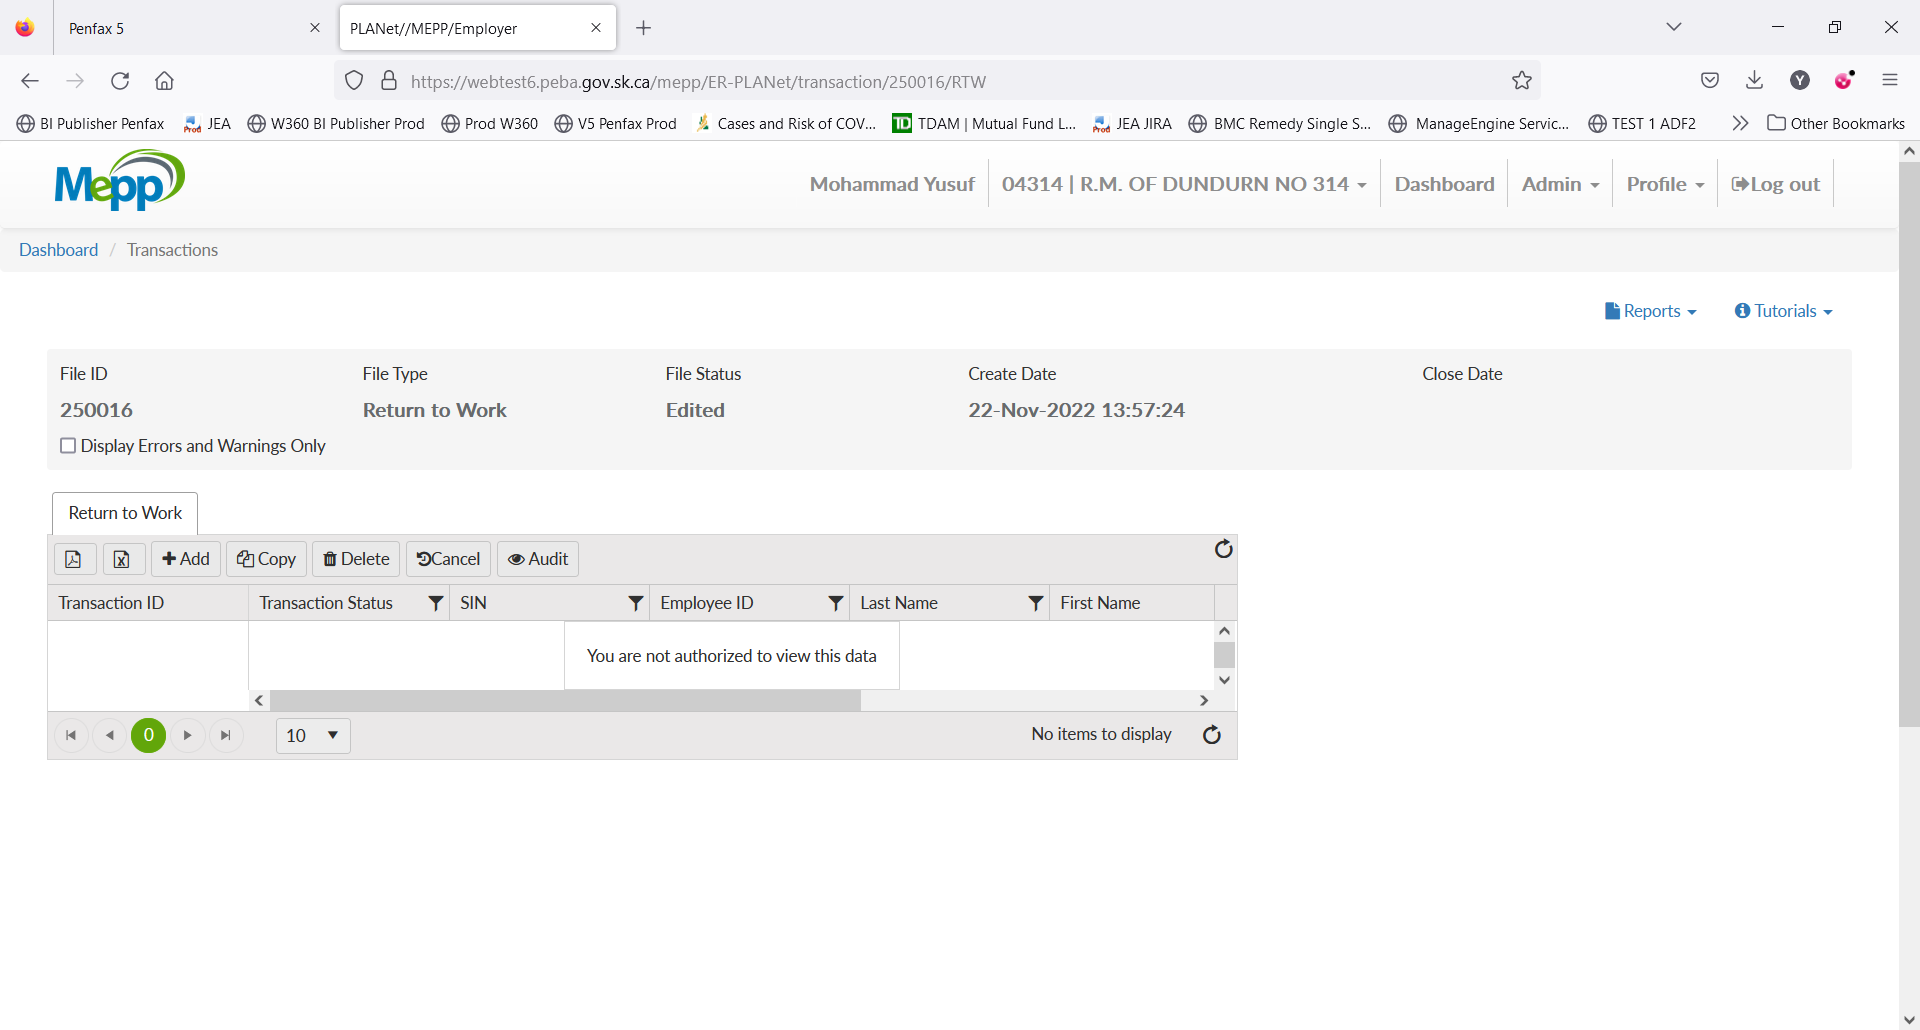 Penfax 5
PLANet//MEPP/Employer
https://webtest6.peba.gov.sk.ca/mepp/ER-PLANet/transaction/250016/RTW
Y
BI Publisher Penfax
Prod
JEA
W360 BI Publisher Prod
Prod W360
V5 Penfax Prod
Cases and Risk of COV...
TD
TDAM | Mutual Fund L...
Prod
JEA JIRA
BMC Remedy Single S...
ManageEngine Servic...
TEST 1 ADF2
Other Bookmarks
Mepp
Mohammad Yusuf
04314 | R.M. OF DUNDURN NO 314
Dashboard
Admin
Profile
Log out
Dashboard / Transactions
Reports
Tutorials
File ID
File Type
File Status
Create Date
Close Date
250016
Return to Work
Edited
22-Nov-2022 13:57:24
Display Errors and Warnings Only
Return to Work
Add
Copy
Delete
Cancel
Audit
Transaction ID
Transaction Status
SIN
Employee ID
Last Name
First Name
You are not authorized to view this data
0
10
No items to display